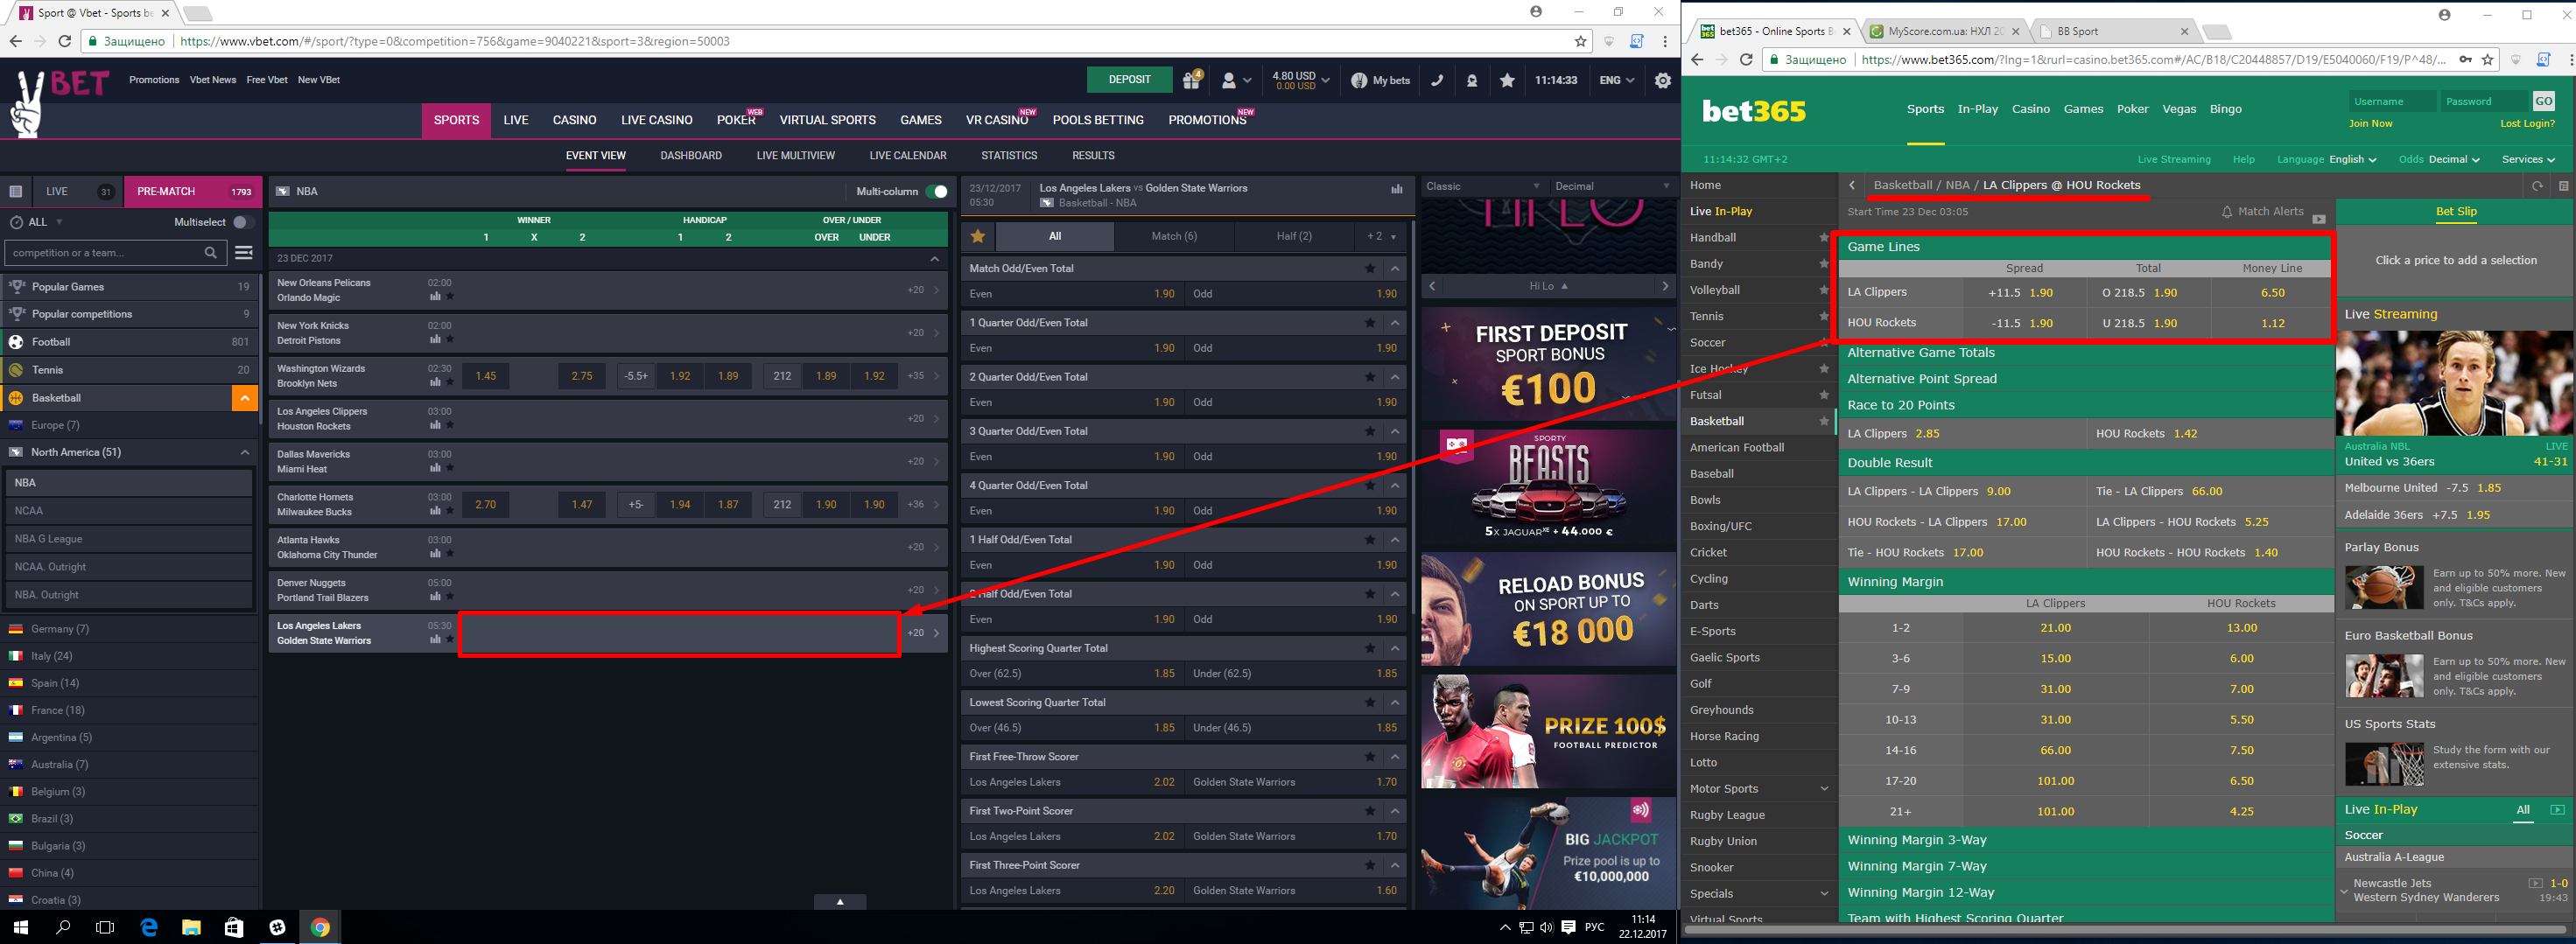 Sport @ Vbet - Sports be
Защищено
https://www.vbet.com/#/sport/?type=0&competition=756&game=9040221&sport=3&region=50003
BET
Promotions Vbet News Free Vbet New VBet
DEPOSIT
4
4.80 USD
0.00 USD
My bets
11:14:33
ENG
SPORTS LIVE CASINO LIVE CASINO POKER WEB VIRTUAL SPORTS GAMES VR CASINO NEW POOLS BETTING PROMOTIONS NEW
EVENT VIEW DASHBOARD LIVE MULTIVIEW LIVE CALENDAR STATISTICS RESULTS
LIVE 31 PRE-MATCH 1793
ALL Multiselect
competition or a team...
Popular Games 19
Popular competitions 9
Football 801
Tennis 20
Basketball
Europe (7)
North America (51)
NBA
NCAA
NBA G League
NCAA. Outright
NBA. Outright
Germany (7)
Italy (24)
Spain (14)
France (18)
Argentina (5)
Australia (7)
Belgium (3)
Brazil (3)
Bulgaria (3)
China (4)
Croatia (3)
NBA Multi-column
WINNER HANDICAP OVER / UNDER
1 X 2 1 2 OVER UNDER
23 DEC 2017
New Orleans Pelicans 02:00
Orlando Magic +20
New York Knicks 02:00
Detroit Pistons +20
Washington Wizards 02:30
Brooklyn Nets 1.45 2.75 -5.5+ 1.92 1.89 212 1.89 1.92 +35
Los Angeles Clippers 03:00
Houston Rockets +20
Dallas Mavericks 03:00
Miami Heat +20
Charlotte Hornets 03:00
Milwaukee Bucks 2.70 1.47 +5- 1.94 1.87 212 1.90 1.90 +36
Atlanta Hawks 03:00
Oklahoma City Thunder +20
Denver Nuggets 05:00
Portland Trail Blazers +20
Los Angeles Lakers 05:30
Golden State Warriors +20
23/12/2017 Los Angeles Lakers vs Golden State Warriors
05:30 Basketball - NBA
All Match (6) Half (2) +2
Match Odd/Even Total
Even 1.90 Odd 1.90
1 Quarter Odd/Even Total
Even 1.90 Odd 1.90
2 Quarter Odd/Even Total
Even 1.90 Odd 1.90
3 Quarter Odd/Even Total
Even 1.90 Odd 1.90
4 Quarter Odd/Even Total
Even 1.90 Odd 1.90
1 Half Odd/Even Total
Even 1.90 Odd 1.90
2 Half Odd/Even Total
Even 1.90 Odd 1.90
Highest Scoring Quarter Total
Over (62.5) 1.85 Under (62.5) 1.85
Lowest Scoring Quarter Total
Over (46.5) 1.85 Under (46.5) 1.85
First Free-Throw Scorer
Los Angeles Lakers 2.02 Golden State Warriors 1.70
First Two-Point Scorer
Los Angeles Lakers 2.02 Golden State Warriors 1.70
First Three-Point Scorer
Los Angeles Lakers 2.20 Golden State Warriors 1.60
Classic Decimal
HILO
Hi Lo
FIRST DEPOSIT
SPORT BONUS
€100
SPORTY
BEASTS
5X JAGUAR XE + 44.000 €
RELOAD BONUS
ON SPORT UP TO
€18 000
PRIZE 100$
FOOTBALL PREDICTOR
BIG JACKPOT
Prize pool is up to
€10,000,000
РУС
11:14
22.12.2017
bet365 - Online Sports B
MyScore.com.ua: НХЛ 20
BB Sport
Защищено
https://www.bet365.com/?lng=1&rurl=casino.bet365.com#/AC/B18/C20448857/D19/E5040060/F19/P^48/...
bet365
Sports In-Play Casino Games Poker Vegas Bingo
Username Password GO
Join Now Lost Login?
11:14:32 GMT+2
Live Streaming Help Language English Odds Decimal Services
Home
Live In-Play
Handball
Bandy
Volleyball
Tennis
Soccer
Ice Hockey
Futsal
Basketball
American Football
Baseball
Bowls
Boxing/UFC
Cricket
Cycling
Darts
E-Sports
Gaelic Sports
Golf
Greyhounds
Horse Racing
Lotto
Motor Sports
Rugby League
Rugby Union
Snooker
Specials
Virtual Sports
Basketball / NBA / LA Clippers @ HOU Rockets
Start Time 23 Dec 03:05 Match Alerts
Game Lines
Spread Total Money Line
LA Clippers +11.5 1.90 O 218.5 1.90 6.50
HOU Rockets -11.5 1.90 U 218.5 1.90 1.12
Alternative Game Totals
Alternative Point Spread
Race to 20 Points
LA Clippers 2.85 HOU Rockets 1.42
Double Result
LA Clippers - LA Clippers 9.00 Tie - LA Clippers 66.00
HOU Rockets - LA Clippers 17.00 LA Clippers - HOU Rockets 5.25
Tie - HOU Rockets 17.00 HOU Rockets - HOU Rockets 1.40
Winning Margin
LA Clippers HOU Rockets
1-2 21.00 13.00
3-6 15.00 6.00
7-9 31.00 7.00
10-13 31.00 5.50
14-16 66.00 7.50
17-20 101.00 6.50
21+ 101.00 4.25
Winning Margin 3-Way
Winning Margin 7-Way
Winning Margin 12-Way
Team with Highest Scoring Quarter
Bet Slip
Click a price to add a selection
Live Streaming
Australia NBL LIVE
United vs 36ers 41-31
Melbourne United -7.5 1.85
Adelaide 36ers +7.5 1.95
Parlay Bonus
Earn up to 50% more. New
and eligible customers
only. T&Cs apply.
Euro Basketball Bonus
Earn up to 50% more. New
and eligible customers
only. T&Cs apply.
US Sports Stats
Study the form with our
extensive stats.
Live In-Play All
Soccer
Australia A-League
Newcastle Jets 1-0
Western Sydney Wanderers 19:43